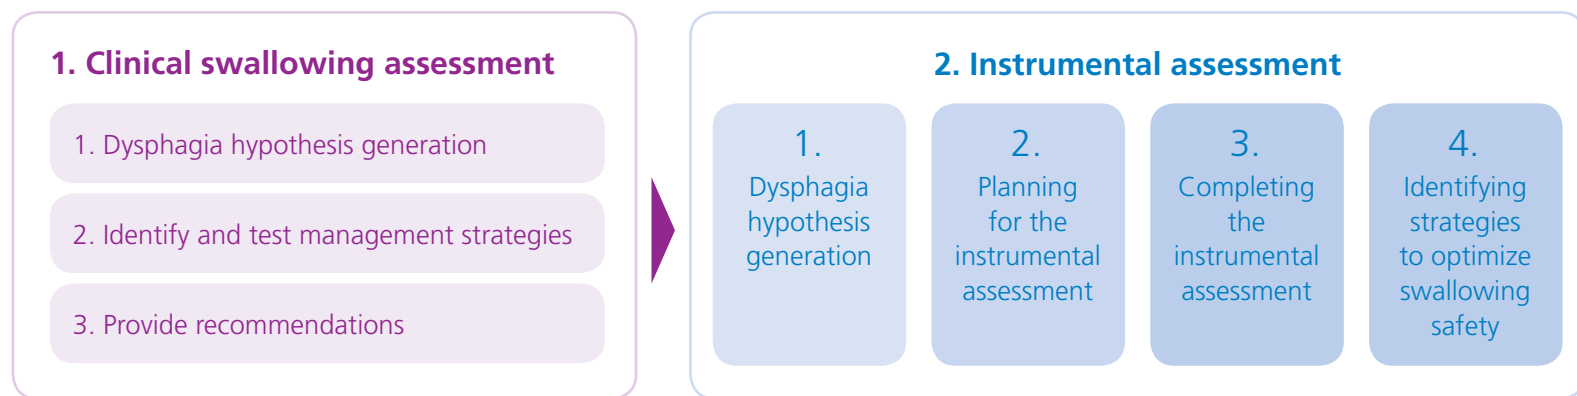 1. Clinical swallowing assessment
1. Dysphagia hypothesis generation
2. Identify and test management strategies
3. Provide recommendations
2. Instrumental assessment
1.
Dysphagia
hypothesis
generation
2.
Planning
for the
instrumental
assessment
3.
Completing
the
instrumental
assessment
4.
Identifying
strategies
to optimize
swallowing
safety